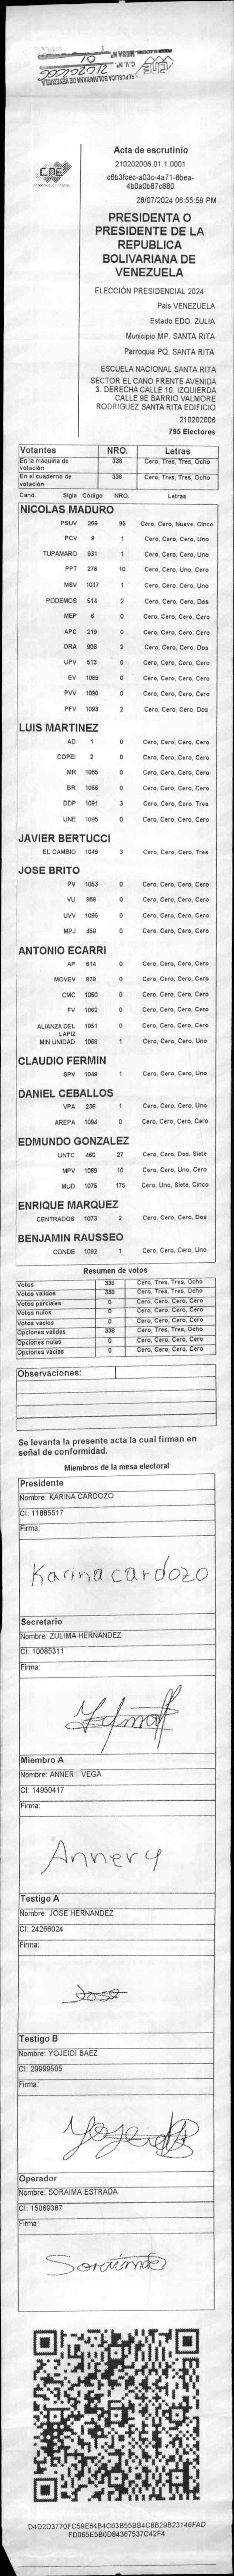 MESA Nº
10
C.V. Nº.
210202006
REPUBLICA BOLIVARIANA DE VENEZUELA
CNE
CNE
Acta de escrutinio
210202006.01.1.0001
28/07/2024 06:55:59 PM
PRESIDENTA O
PRESIDENTE DE LA
REPUBLICA
BOLIVARIANA DE
VENEZUELA
ELECCIÓN PRESIDENCIAL 2024
Pais VENEZUELA
Estado EDO. ZULIA
Municipio MP. SANTA RITA
Parroquia PQ. SANTA RITA
ESCUELA NACIONAL SANTA RITA
SECTOR EL CANO FRENTE AVENIDA
3. DERECHA CALLE 10. IZQUIERDA
CALLE 9E BARRIO VALMORE
RODRIGUEZ SANTA RITA EDIFICIO
210202006
795 Electores
Votantes NRO. Letras
En la máquina de votación 338 Cero, Tres, Tres, Ocho
En el cuaderno de votación 338 Cero, Tres, Tres, Ocho
Cand. Sigla Código NRO. Letras
NICOLAS MADURO
PSUV 269 95 Cero, Cero, Nueve, Cinco
PCV 9 1 Cero, Cero, Cero, Uno
TUPAMARO 931 1 Cero, Cero, Cero, Uno
PPT 276 10 Cero, Cero, Uno, Cero
MSV 1017 1 Cero, Cero, Cero, Uno
PODEMOS 514 2 Cero, Cero, Cero, Dos
MEP 6 0 Cero, Cero, Cero, Cero
APC 219 0 Cero, Cero, Cero, Cero
ORA 906 2 Cero, Cero, Cero, Dos
UPV 513 0 Cero, Cero, Cero, Cero
EV 1089 0 Cero, Cero, Cero, Cero
PVV 1090 0 Cero, Cero, Cero, Cero
PFV 1093 2 Cero, Cero, Cero, Dos
LUIS MARTINEZ
AD 1 0 Cero, Cero, Cero, Cero
COPEI 2 0 Cero, Cero, Cero, Cero
MR 1065 0 Cero, Cero, Cero, Cero
BR 1066 0 Cero, Cero, Cero, Cero
DDP 1091 3 Cero, Cero, Cero, Tres
UNE 1095 0 Cero, Cero, Cero, Cero
JAVIER BERTUCCI
EL CAMBIO 1048 3 Cero, Cero, Cero, Tres
JOSE BRITO
PV 1053 0 Cero, Cero, Cero, Cero
VU 968 0 Cero, Cero, Cero, Cero
UVV 1096 0 Cero, Cero, Cero, Cero
MPJ 459 0 Cero, Cero, Cero, Cero
ANTONIO ECARRI
AP 814 0 Cero, Cero, Cero, Cero
MOVEV 978 0 Cero, Cero, Cero, Cero
CMC 1050 0 Cero, Cero, Cero, Cero
FV 1062 0 Cero, Cero, Cero, Cero
ALIANZA DEL LAPIZ 1051 0 Cero, Cero, Cero, Cero
MIN UNIDAD 1068 1 Cero, Cero, Cero, Uno
CLAUDIO FERMIN
SPV 1049 1 Cero, Cero, Cero, Uno
DANIEL CEBALLOS
VPA 236 1 Cero, Cero, Cero, Uno
AREPA 1094 0 Cero, Cero, Cero, Cero
EDMUNDO GONZALEZ
UNTC 460 27 Cero, Cero, Dos, Siete
MPV 1069 10 Cero, Cero, Uno, Cero
MUD 1075 175 Cero, Uno, Siete, Cinco
ENRIQUE MARQUEZ
CENTRADOS 1073 2 Cero, Cero, Cero, Dos
BENJAMIN RAUSSEO
CONDE 1092 1 Cero, Cero, Cero, Uno
Resumen de votos
Votos 338 Cero, Tres, Tres, Ocho
Votos validos 338 Cero, Tres, Tres, Ocho
Votos parciales 0 Cero, Cero, Cero, Cero
Votos nulos 0 Cero, Cero, Cero, Cero
Votos vacios 0 Cero, Cero, Cero, Cero
Opciones validas 338 Cero, Tres, Tres, Ocho
Opciones nulas 0 Cero, Cero, Cero, Cero
Opciones vacias 0 Cero, Cero, Cero, Cero
Observaciones:
Se levanta la presente acta la cual firman en
señal de conformidad.
Miembros de la mesa electoral
Presidente
Nombre: KARINA CARDOZO
CI: 11885517
Firma:
Karina cardozo
Secretario
Nombre: ZULIMA HERNANDEZ
CI: 10085311
Firma:
Miembro A
Nombre: ANNER VEGA
CI: 14950417
Firma:
Anner y
Testigo A
Nombre: JOSE HERNANDEZ
CI: 24266024
Firma:
Jose
Testigo B
Nombre: YOJEIDI BAEZ
CI: 29999505
Firma:
Operador
Nombre: SORAIMA ESTRADA
CI: 15069387
Firma: